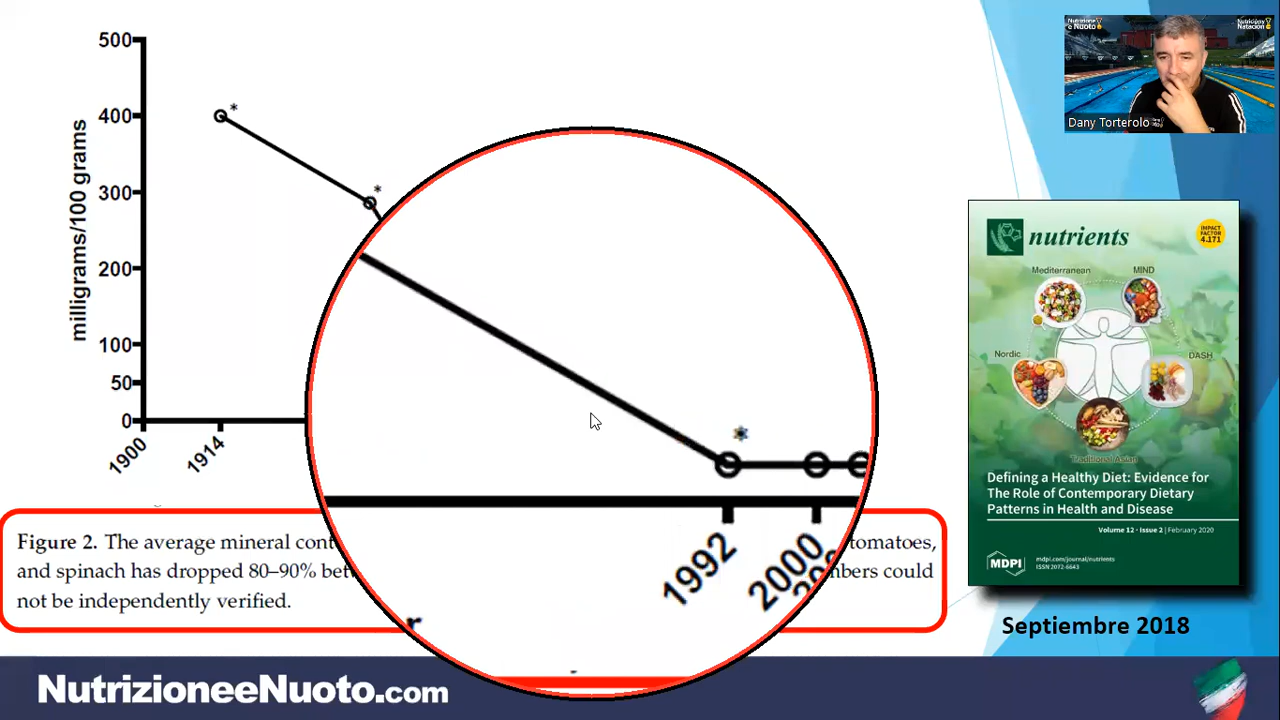 500
400
300
200
100
50
0
milligrams/100 grams
*
*
*
1900
1914
1992
2000
Figure 2. The average mineral cont
tomatoes,
and spinach has dropped 80–90% bet
mbers could
not be independently verified.
Nutrizione
e Nuoto
Nutrición y
Natación
Dany Torterolo
nutrients
IMPACT
FACTOR
4.171
Mediterranean
MIND
Nordic
DASH
Traditional Asian
Defining a Healthy Diet: Evidence for
The Role of Contemporary Dietary
Patterns in Health and Disease
Volume 12 · Issue 2 | February 2020
MDPI
mdpi.com/journal/nutrients
ISSN 2072-6643
Septiembre 2018
NutrizioneeNuoto.com